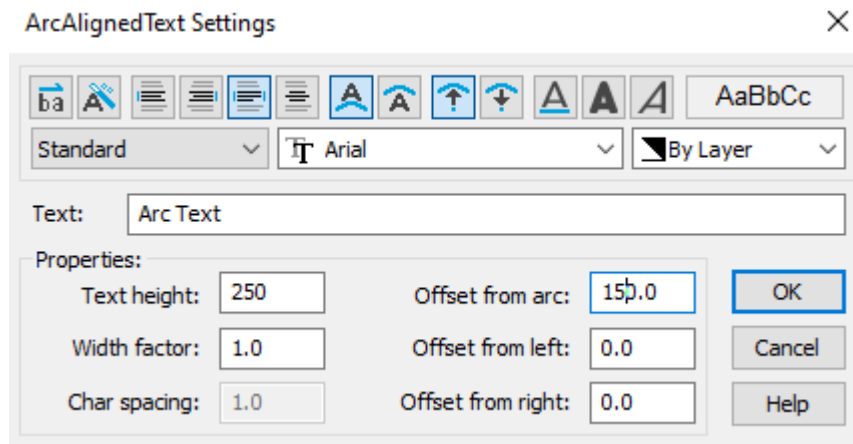 ArcAlignedText Settings
ba A A A A A A AaBbCc
Standard Arial By Layer
Text: Arc Text
Properties:
Text height: 250 Offset from arc: 150.0 OK
Width factor: 1.0 Offset from left: 0.0 Cancel
Char spacing: 1.0 Offset from right: 0.0 Help